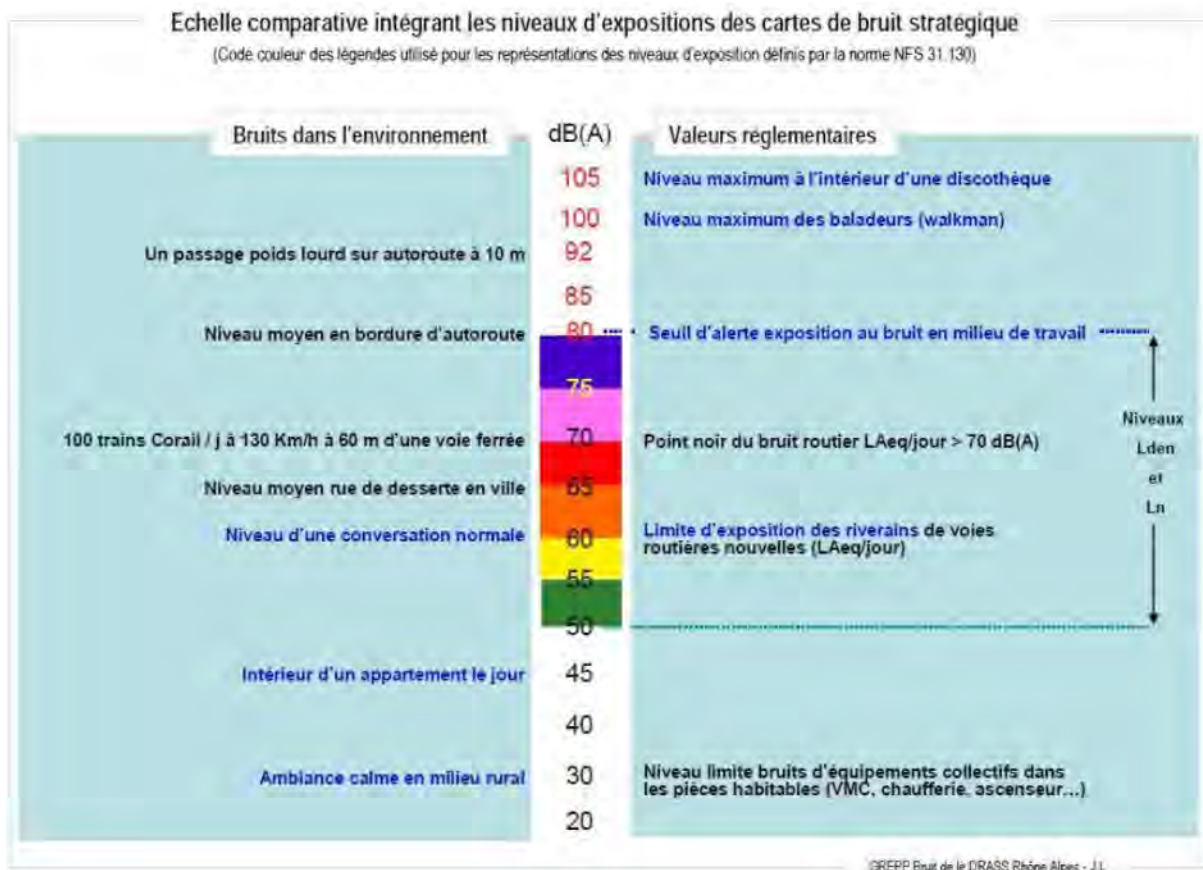 Echelle comparative intégrant les niveaux d'expositions des cartes de bruit stratégique
(Code couleur des légendes utilisé pour les représentations des niveaux d'exposition définis par la norme NFS 31.130)
Bruits dans l'environnement
dB(A)
Valeurs réglementaires
105
Niveau maximum à l'intérieur d'une discothèque
100
Niveau maximum des baladeurs (walkman)
Un passage poids lourd sur autoroute à 10 m
92
85
Niveau moyen en bordure d'autoroute
80
Seuil d'alerte exposition au bruit en milieu de travail
75
Niveaux
Lden
et
Ln
100 trains Corail / j à 130 Km/h à 60 m d'une voie ferrée
70
Point noir du bruit routier LAeq/jour > 70 dB(A)
Niveau moyen rue de desserte en ville
65
Niveau d'une conversation normale
60
Limite d'exposition des riverains de voies
routières nouvelles (LAeq/jour)
55
50
Intérieur d'un appartement le jour
45
40
Ambiance calme en milieu rural
30
Niveau limite bruits d'équipements collectifs dans
les pièces habitables (VMC, chaufferie, ascenseur...)
20
GREPP Bruit de le DRASS Rhône Alpes - J.L